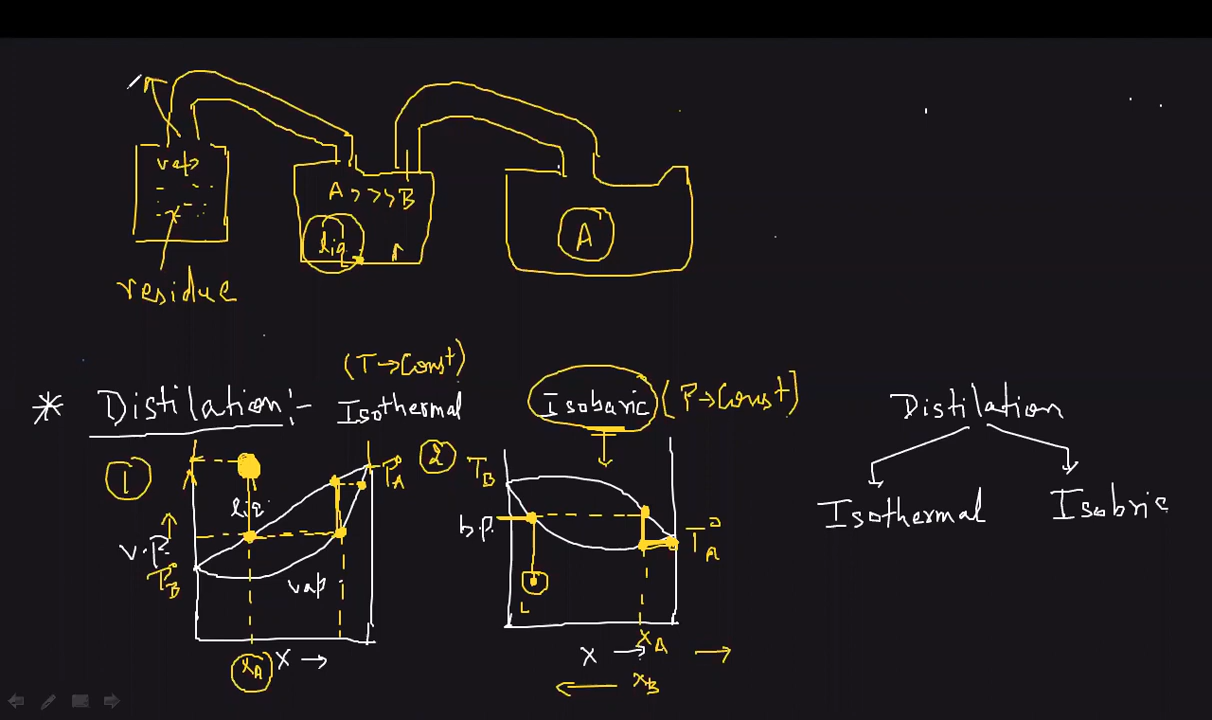 vap
A >>> B
liq
A
residue
(T → Const)
* Distilation :- Isothermal
Isobaric (P → Const)
Distilation
Isothermal
Isobric
1
P°A
liq
v.P.
P°B
vap
xA
X →
2
TB
b.P.
T°A
L
X →
xA
xB